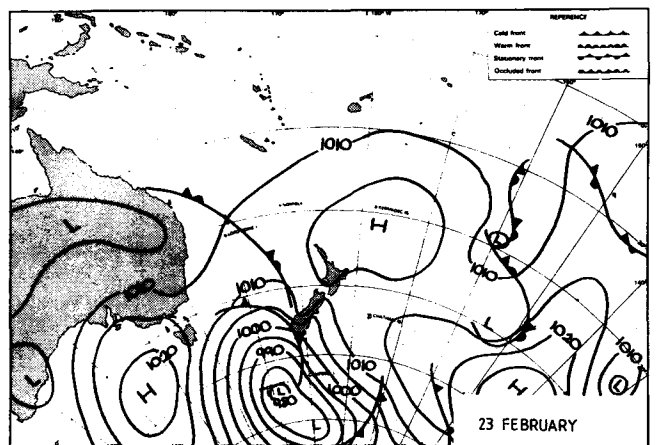 REFERENCE
Cold front
Warm front
Stationary front
Occluded front
1010
1010
H
L
L
1010
1010
1010
1000
L
1020
1020
990
1010
1010
1000
L
H
980
L
H
L
L
23 FEBRUARY